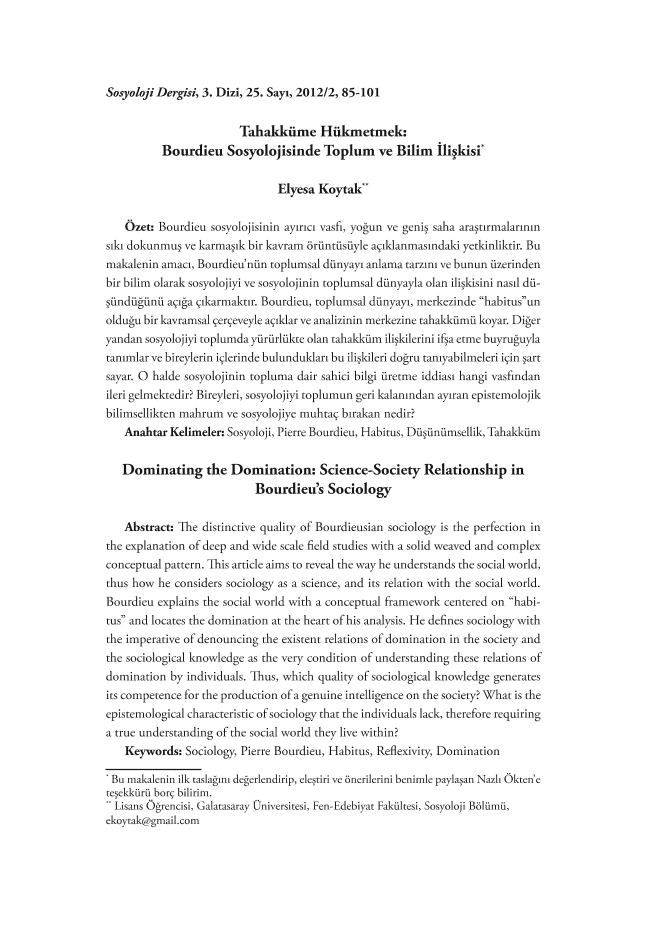 Sosyoloji Dergisi, 3. Dizi, 25. Sayı, 2012/2, 85-101
Tahakküme Hükmetmek:
Bourdieu Sosyolojisinde Toplum ve Bilim İlişkisi*
Elyesa Koytak**
Özet: Bourdieu sosyolojisinin ayırıcı vasfı, yoğun ve geniş saha araştırmalarının
sıkı dokunmuş ve karmaşık bir kavram örüntüsüyle açıklanmasındaki yetkinliktir. Bu
makalenin amacı, Bourdieu'nün toplumsal dünyayı anlama tarzını ve bunun üzerinden
bir bilim olarak sosyolojiyi ve sosyolojinin toplumsal dünyayla olan ilişkisini nasıl dü-
şündüğünü açığa çıkarmaktır. Bourdieu, toplumsal dünyayı, merkezinde “habitus”un
olduğu bir kavramsal çerçeveyle açıklar ve analizinin merkezine tahakkümü koyar. Diğer
yandan sosyolojiyi toplumda yürürlükte olan tahakküm ilişkilerini ifşa etme buyruğuyla
tanımlar ve bireylerin içlerinde bulundukları bu ilişkileri doğru tanıyabilmeleri için şart
sayar. O halde sosyolojinin topluma dair sahici bilgi üretme iddiası hangi vasfından
ileri gelmektedir? Bireyleri, sosyolojiyi toplumun geri kalanından ayıran epistemolojik
bilimsellikten mahrum ve sosyolojiye muhtaç bırakan nedir?
Anahtar Kelimeler: Sosyoloji, Pierre Bourdieu, Habitus, Düşünümsellik, Tahakküm
Dominating the Domination: Science-Society Relationship in
Bourdieu's Sociology
Abstract: The distinctive quality of Bourdieusian sociology is the perfection in
the explanation of deep and wide scale field studies with a solid weaved and complex
conceptual pattern. This article aims to reveal the way he understands the social world,
thus how he considers sociology as a science, and its relation with the social world.
Bourdieu explains the social world with a conceptual framework centered on “habi-
tus” and locates the domination at the heart of his analysis. He defines sociology with
the imperative of denouncing the existent relations of domination in the society and
the sociological knowledge as the very condition of understanding these relations of
domination by individuals. Thus, which quality of sociological knowledge generates
its competence for the production of a genuine intelligence on the society? What is the
epistemological characteristic of sociology that the individuals lack, therefore requiring
a true understanding of the social world they live within?
Keywords: Sociology, Pierre Bourdieu, Habitus, Reflexivity, Domination
* Bu makalenin ilk taslağını değerlendirip, eleştiri ve önerilerini benimle paylaşan Nazlı Ökten'e
teşekkürü borç bilirim.
** Lisans Öğrencisi, Galatasaray Üniversitesi, Fen-Edebiyat Fakültesi, Sosyoloji Bölümü,
ekoytak@gmail.com